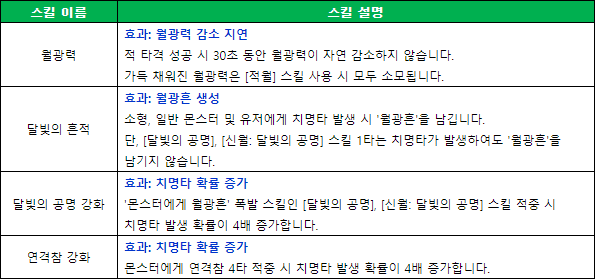 스킬 이름
스킬 설명
월광력
효과: 월광력 감소 지연
적 타격 성공 시 30초 동안 월광력이 자연 감소하지 않습니다.
가득 채워진 월광력은 [적월] 스킬 사용 시 모두 소모됩니다.
달빛의 흔적
효과: 월광흔 생성
소형, 일반 몬스터 및 유저에게 치명타 발생 시 '월광흔'을 남깁니다.
단, [달빛의 공명], [신월: 달빛의 공명] 스킬 1타는 치명타가 발생하여도 '월광흔'을
남기지 않습니다.
달빛의 공명 강화
효과: 치명타 확률 증가
'몬스터에게 월광흔' 폭발 스킬인 [달빛의 공명], [신월: 달빛의 공명] 스킬 적중 시
치명타 발생 확률이 4배 증가합니다.
연격참 강화
효과: 치명타 확률 증가
몬스터에게 연격참 4타 적중 시 치명타 발생 확률이 4배 증가합니다.